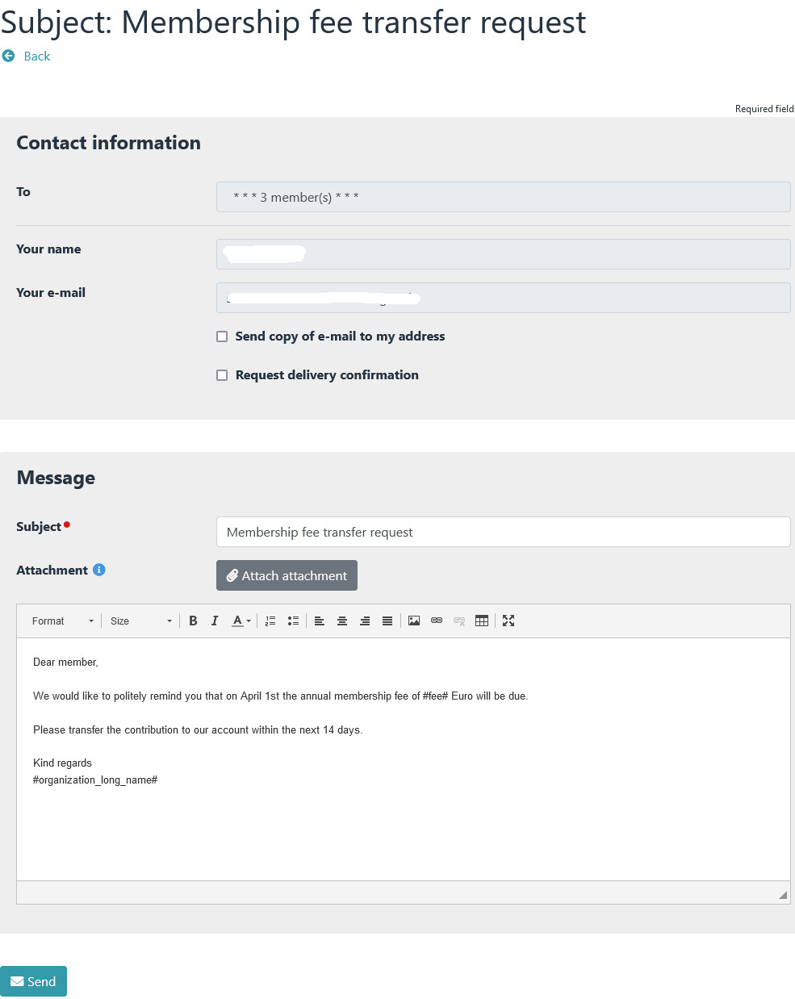 Subject: Membership fee transfer request
Back
Required field
Contact information
To
* * * 3 member(s) * * *
Your name
Your e-mail
Send copy of e-mail to my address
Request delivery confirmation
Message
Subject
Membership fee transfer request
Attachment
Attach attachment
Format Size B I A
Dear member,
We would like to politely remind you that on April 1st the annual membership fee of #fee# Euro will be due.
Please transfer the contribution to our account within the next 14 days.
Kind regards
#organization_long_name#
Send